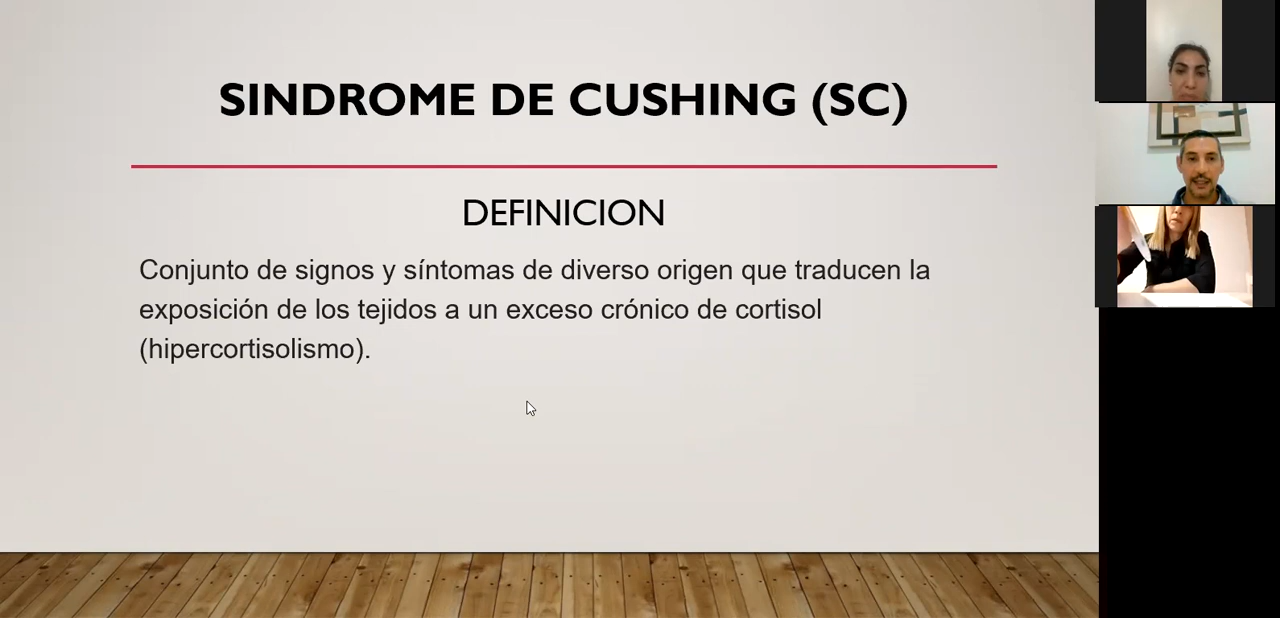 SINDROME DE CUSHING (SC)
DEFINICION
Conjunto de signos y síntomas de diverso origen que traducen la
exposición de los tejidos a un exceso crónico de cortisol
(hipercortisolismo).